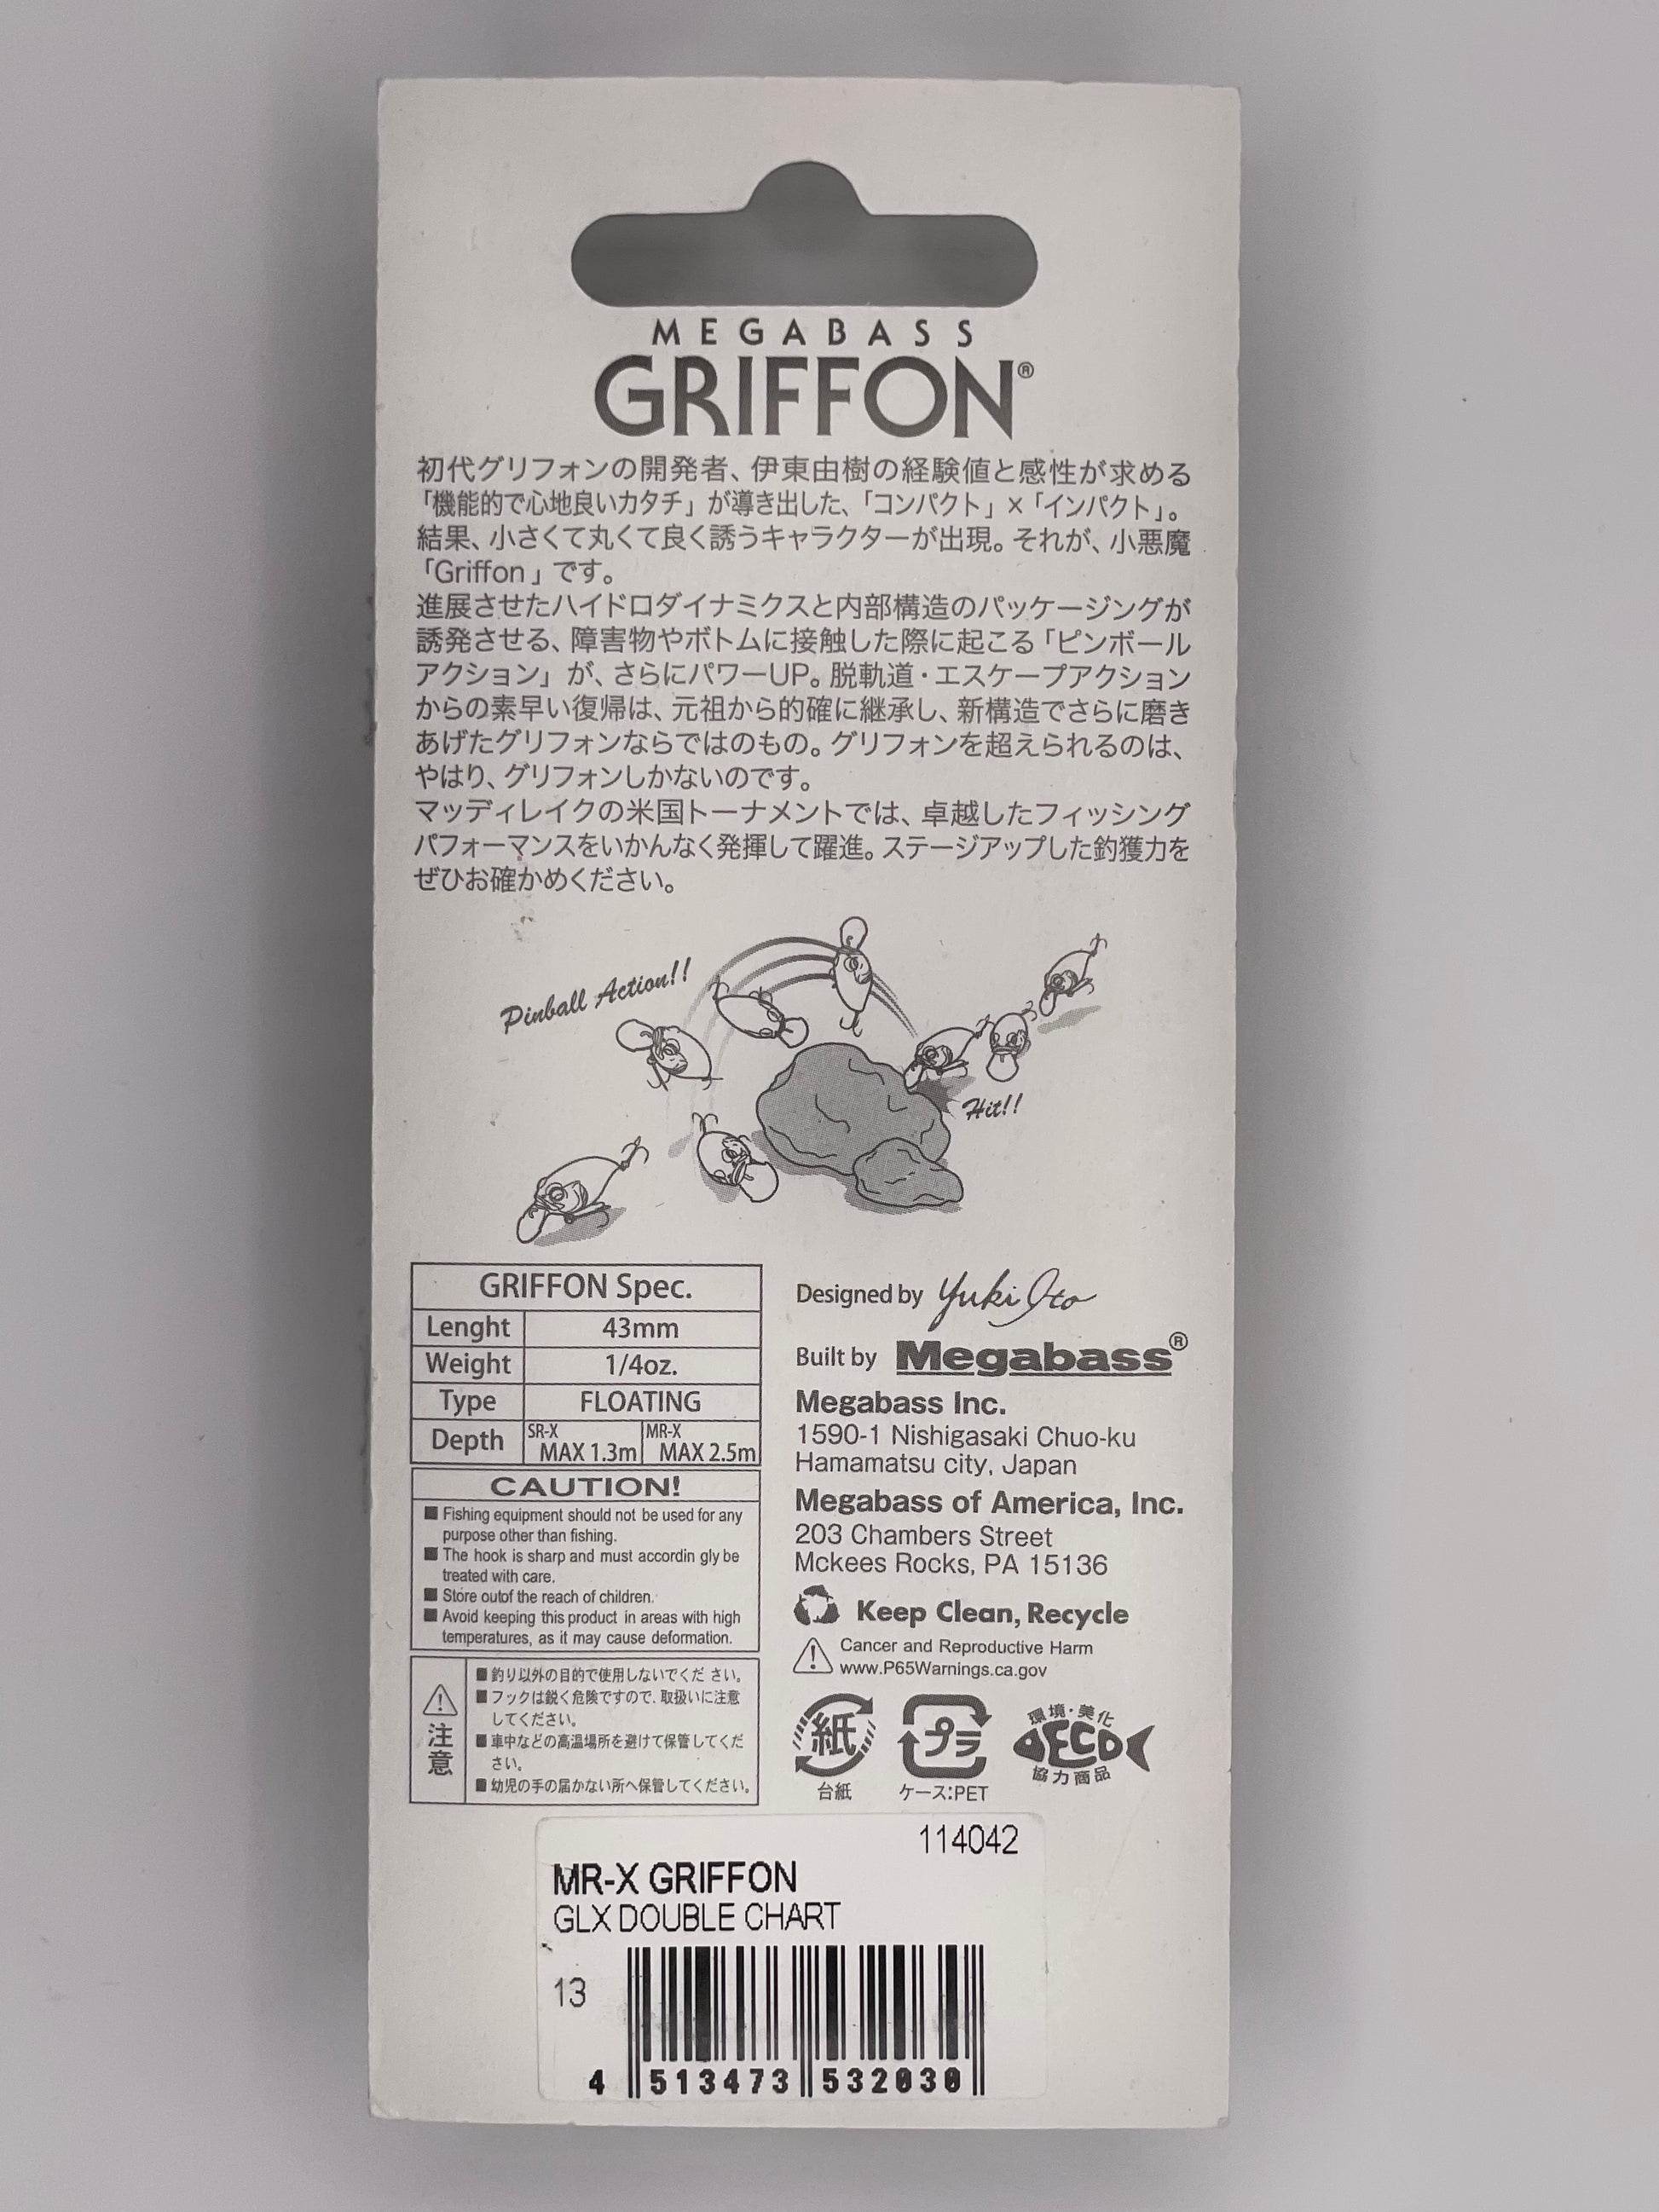 MEGABASS
GRIFFON®
初代グリフォンの開発者、伊東由樹の経験値と感性が求める
「機能的で心地良いカタチ」が導き出した、「コンパクト」×「インパクト」。
結果、小さくて丸くて良く誘うキャラクターが出現。それが、小悪魔
「Griffon」です。
進展させたハイドロダイナミクスと内部構造のパッケージングが
誘発させる、障害物やボトムに接触した際に起こる「ピンボール
アクション」が、さらにパワーUP。脱軌道・エスケープアクション
からの素早い復帰は、元祖から的確に継承し、新構造でさらに磨き
あげたグリフォンならではのもの。グリフォンを超えられるのは、
やはり、グリフォンしかないのです。
マッディレイクの米国トーナメントでは、卓越したフィッシング
パフォーマンスをいかんなく発揮して躍進。ステージアップした釣獲力を
ぜひお確かめください。
Pinball Action!!
Hit!!
GRIFFON Spec.
Lenght 43mm
Weight 1/4oz.
Type FLOATING
Depth SR-X MAX 1.3m MR-X MAX 2.5m
CAUTION!
■ Fishing equipment should not be used for any
purpose other than fishing.
■ The hook is sharp and must accordin gly be
treated with care.
■ Store outof the reach of children.
■ Avoid keeping this product in areas with high
temperatures, as it may cause deformation.
注意
■ 釣り以外の目的で使用しないでくだ さい。
■ フックは鋭く危険ですので、取扱いに注意
してください。
■ 車中などの高温場所を避けて保管してくだ
さい。
■ 幼児の手の届かない所へ保管してください。
Designed by Yuki Ito
Built by Megabass®
Megabass Inc.
1590-1 Nishigasaki Chuo-ku
Hamamatsu city, Japan
Megabass of America, Inc.
203 Chambers Street
Mckees Rocks, PA 15136
Keep Clean, Recycle
Cancer and Reproductive Harm
www.P65Warnings.ca.gov
紙
台紙
プラ
ケース:PET
環境・美化
ECO
協力商品
114042
MR-X GRIFFON
GLX DOUBLE CHART
13
4 513473 532030